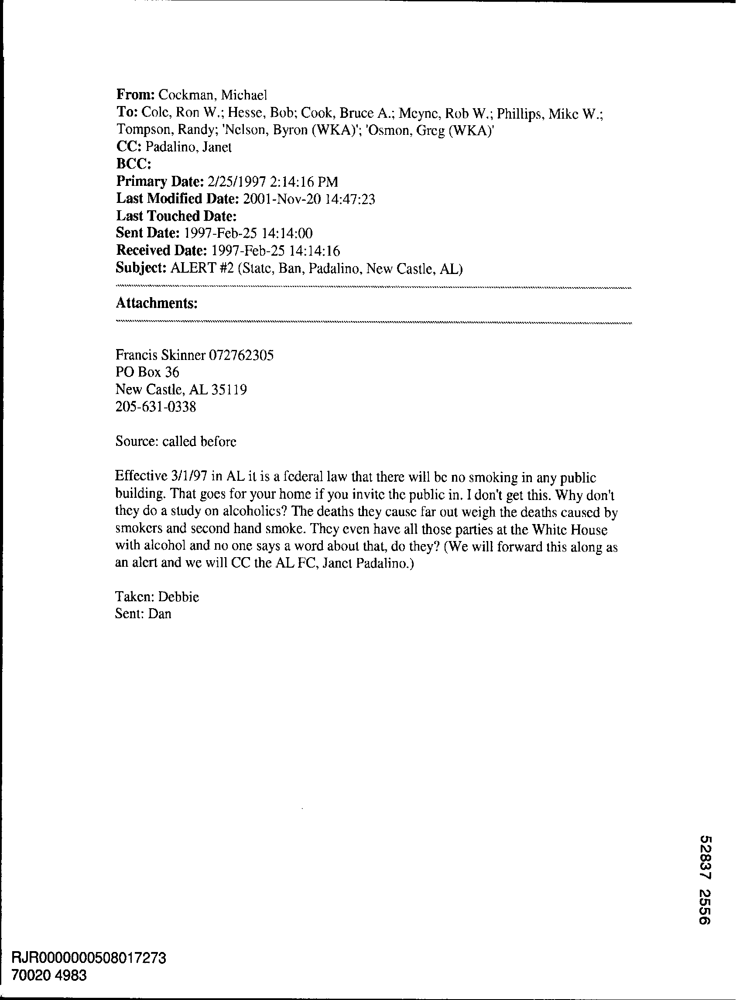 From: Cockman, Michael
To: Cole, Ron W.; Hesse, Bob; Cook, Bruce A.; Meyne, Rob W.; Phillips, Mike W.;
Tompson, Randy; 'Nelson, Byron (WKA)'; 'Osmon, Greg (WKA)'
CC: Padalino, Janet
BCC:
Primary Date: 2/25/1997 2:14:16 PM
Last Modified Date: 2001-Nov-20 14:47:23
Last Touched Date:
Sent Date: 1997-Feb-25 14:14:00
Received Date: 1997-Feb-25 14:14:16
Subject: ALERT #2 (State, Ban, Padalino, New Castle, AL)
Attachments:
Francis Skinner 072762305
PO Box 36
New Castle, AL 35119
205-631-0338
Source: called before
Effective 3/1/97 in AL it is a federal law that there will be no smoking in any public
building. That goes for your home if you invite the public in. I don't get this. Why don't
they do a study on alcoholics? The deaths they cause far out weigh the deaths caused by
smokers and second hand smoke. They even have all those parties at the White House
with alcohol and no one says a word about that, do they? (We will forward this along as
an alert and we will CC the AL FC, Janet Padalino.)
Taken: Debbie
Sent: Dan
52837 2556
RJR0000000508017273
70020 4983